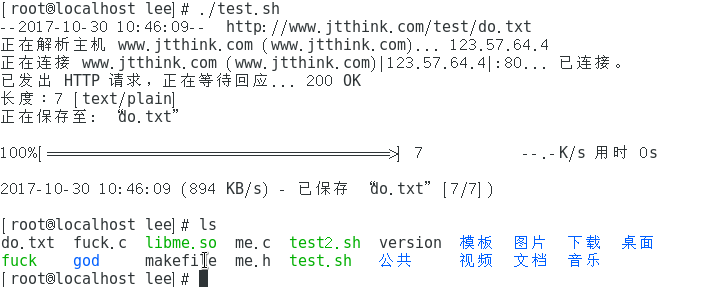 [root@localhost lee]# ./test.sh
--2017-10-30 10:46:09--  http://www.jtthink.com/test/do.txt
正在解析主机 www.jtthink.com (www.jtthink.com)... 123.57.64.4
正在连接 www.jtthink.com (www.jtthink.com)|123.57.64.4|:80... 已连接。
已发出 HTTP 请求，正在等待回应... 200 OK
长度：7 [text/plain]
正在保存至: “do.txt”
100%[======================================>] 7           --.-K/s 用时 0s
2017-10-30 10:46:09 (894 KB/s) - 已保存 “do.txt” [7/7])
[root@localhost lee]# ls
do.txt  fuck.c  libme.so  me.c  test2.sh  version  模板  图片  下载  桌面
fuck    god     makefile  me.h  test.sh   公共     视频  文档  音乐
[root@localhost lee]#